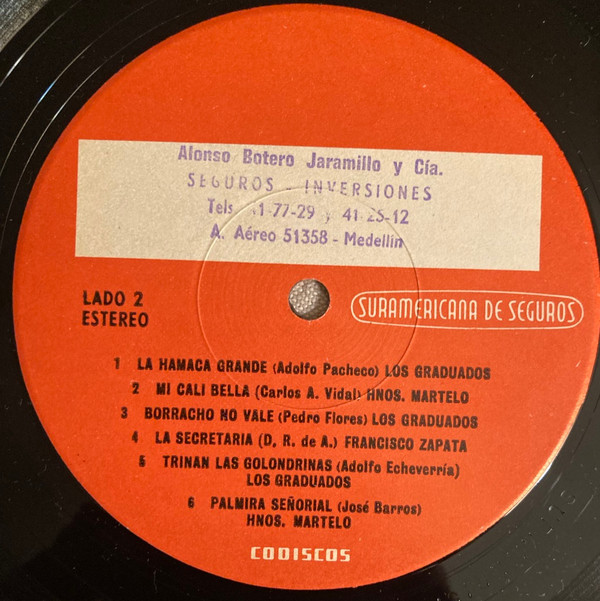 Alonso Botero Jaramillo y Cía.
SEGUROS - INVERSIONES
Tels. 41-77-29 y 41-25-12
A. Aéreo 51358 - Medellín
LADO 2
ESTEREO
SURAMERICANA DE SEGUROS
1 LA HAMACA GRANDE (Adolfo Pacheco) LOS GRADUADOS
2 MI CALI BELLA (Carlos A. Vidal) HNOS. MARTELO
3 BORRACHO NO VALE (Pedro Flores) LOS GRADUADOS
4 LA SECRETARIA (D. R. de A.) FRANCISCO ZAPATA
5 TRINAN LAS GOLONDRINAS (Adolfo Echeverría)
LOS GRADUADOS
6 PALMIRA SEÑORIAL (José Barros)
HNOS. MARTELO
CODISCOS